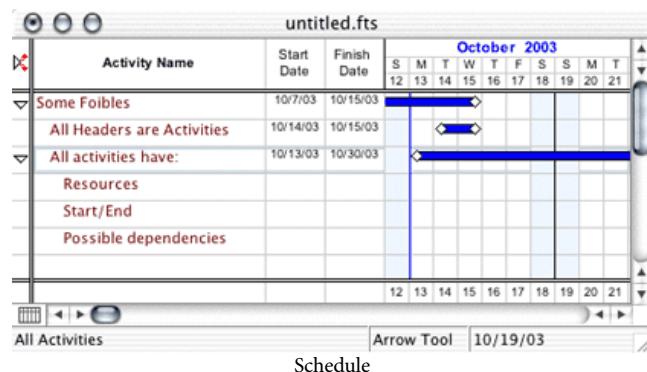 untitled.fts
Activity Name Start Date Finish Date October 2003
S M T W T F S S M T
12 13 14 15 16 17 18 19 20 21
Some Foibles 10/7/03 10/15/03
All Headers are Activities 10/14/03 10/15/03
All activities have: 10/13/03 10/30/03
Resources
Start/End
Possible dependencies
12 13 14 15 16 17 18 19 20 21
All Activities Arrow Tool 10/19/03
Schedule